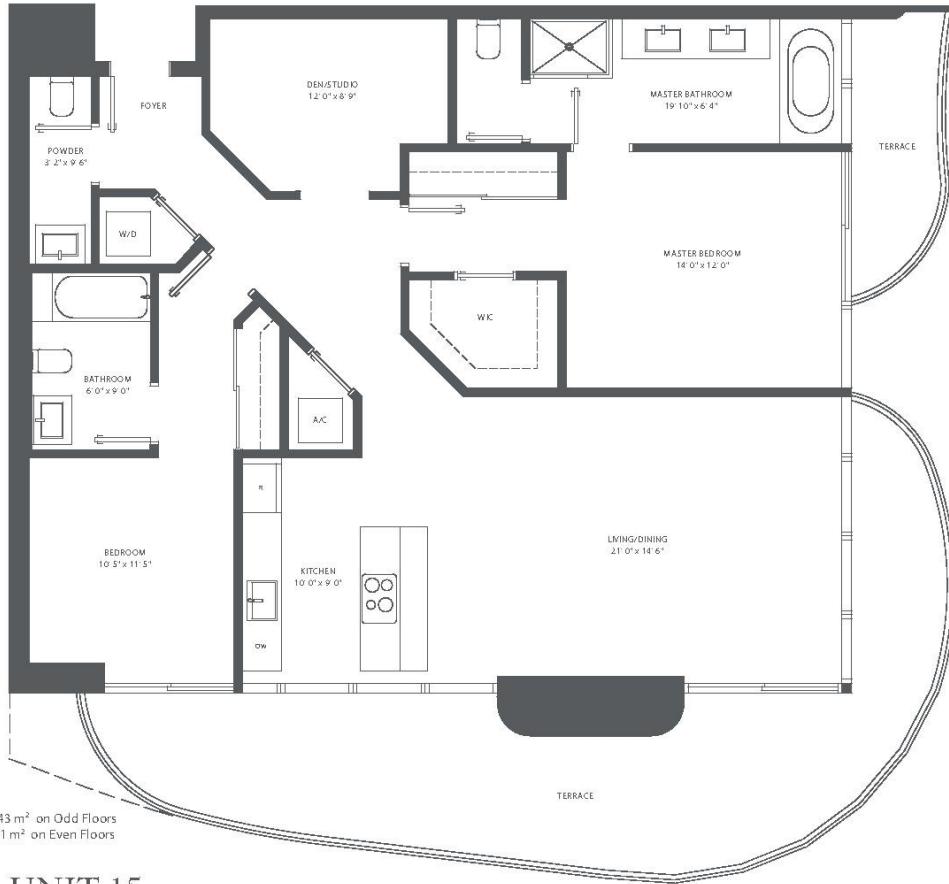 DEN/STUDIO
12'0" x 8'9"
FOYER
MASTER BATHROOM
19'10" x 6'4"
TERRACE
POWDER
3'2" x 9'6"
W/D
MASTER BEDROOM
14'0" x 12'0"
WIC
BATHROOM
6'0" x 9'0"
A/C
R
LIVING/DINING
21'0" x 14'6"
BEDROOM
10'5" x 11'5"
KITCHEN
10'0" x 9'0"
DW
TERRACE
43 m² on Odd Floors
1 m² on Even Floors
UNIT 15